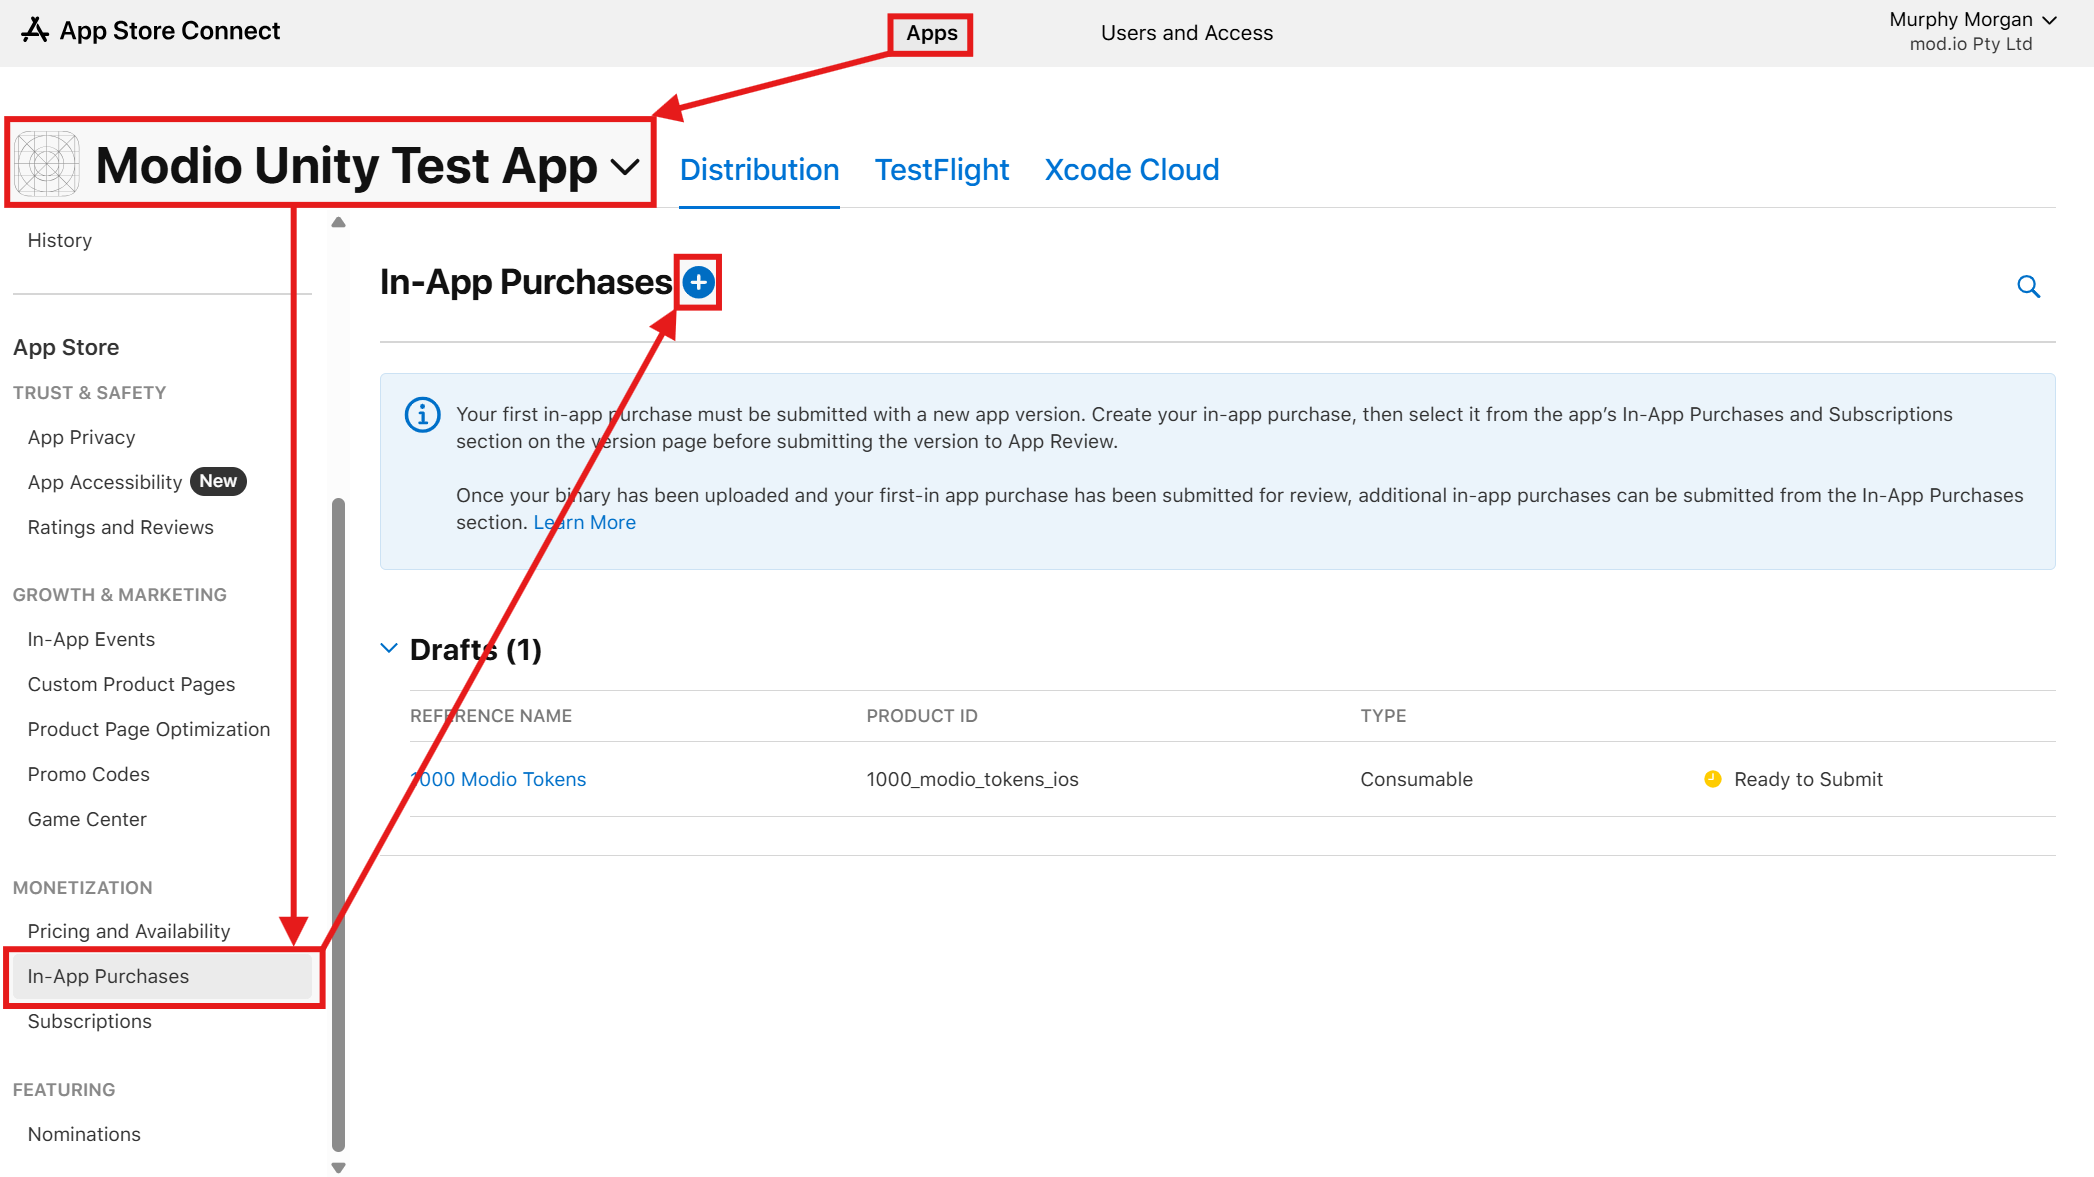 App Store Connect
Apps
Users and Access
Murphy Morgan
mod.io Pty Ltd
Modio Unity Test App
Distribution
TestFlight
Xcode Cloud
History
App Store
TRUST & SAFETY
App Privacy
App Accessibility New
Ratings and Reviews
GROWTH & MARKETING
In-App Events
Custom Product Pages
Product Page Optimization
Promo Codes
Game Center
MONETIZATION
Pricing and Availability
In-App Purchases
Subscriptions
FEATURING
Nominations
In-App Purchases
Your first in-app purchase must be submitted with a new app version. Create your in-app purchase, then select it from the app's In-App Purchases and Subscriptions
section on the version page before submitting the version to App Review.
Once your binary has been uploaded and your first-in app purchase has been submitted for review, additional in-app purchases can be submitted from the In-App Purchases
section. Learn More
Drafts (1)
REFERENCE NAME PRODUCT ID TYPE
1000 Modio Tokens 1000_modio_tokens_ios Consumable Ready to Submit